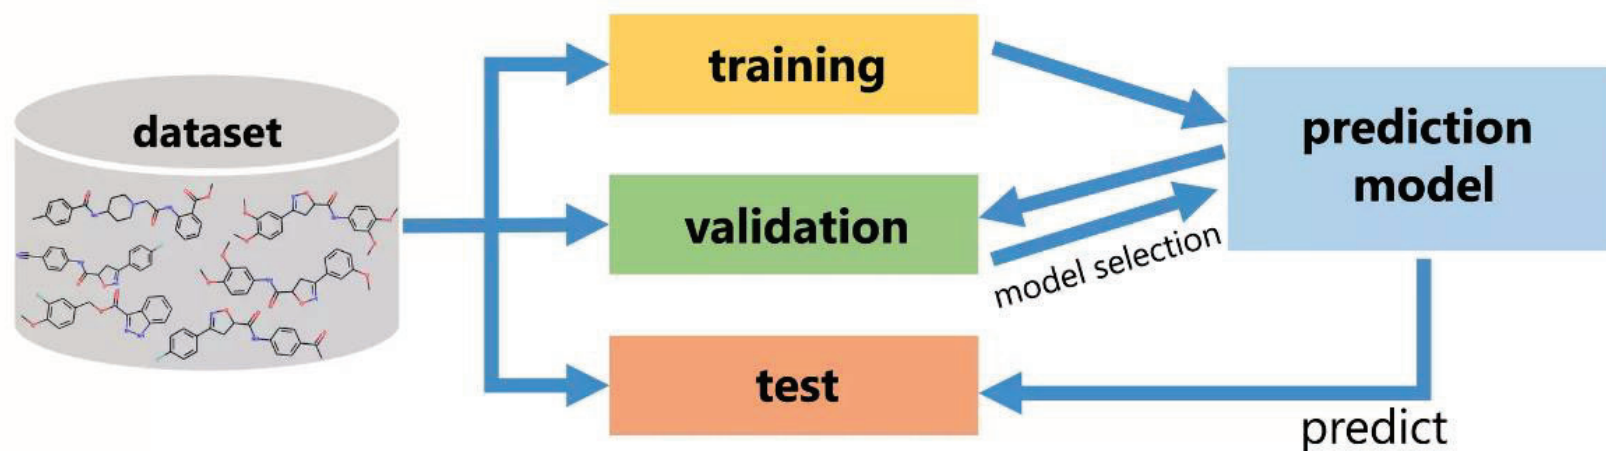 dataset
training
validation
test
prediction
model
model selection
predict